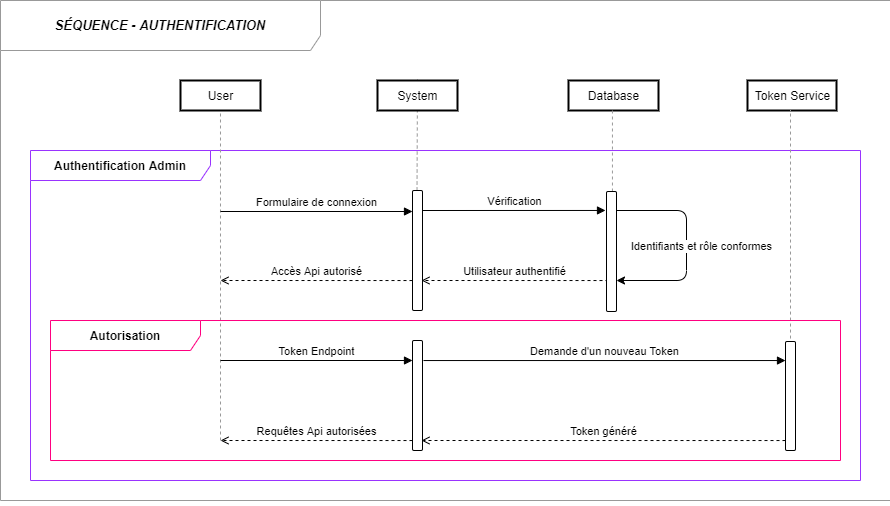 SÉQUENCE - AUTHENTIFICATION
User
System
Database
Token Service
Authentification Admin
Formulaire de connexion
Vérification
Identifiants et rôle conformes
Accès Api autorisé
Utilisateur authentifié
Autorisation
Token Endpoint
Demande d'un nouveau Token
Requêtes Api autorisées
Token généré